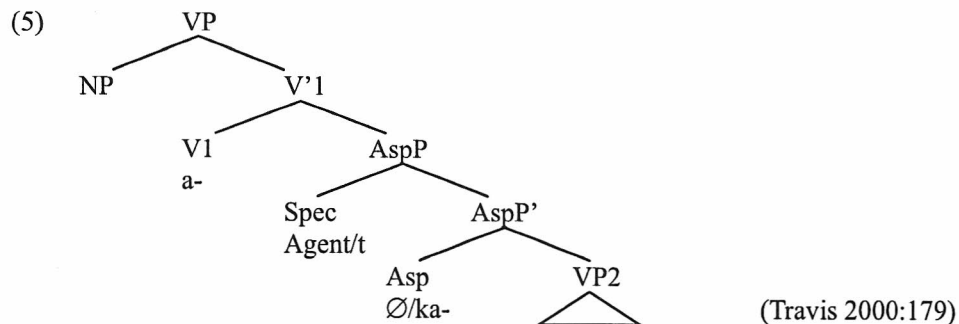 (5) VP
NP V'1
V1 AspP
a-
Spec AspP'
Agent/t
Asp VP2
Ø/ka- (Travis 2000:179)